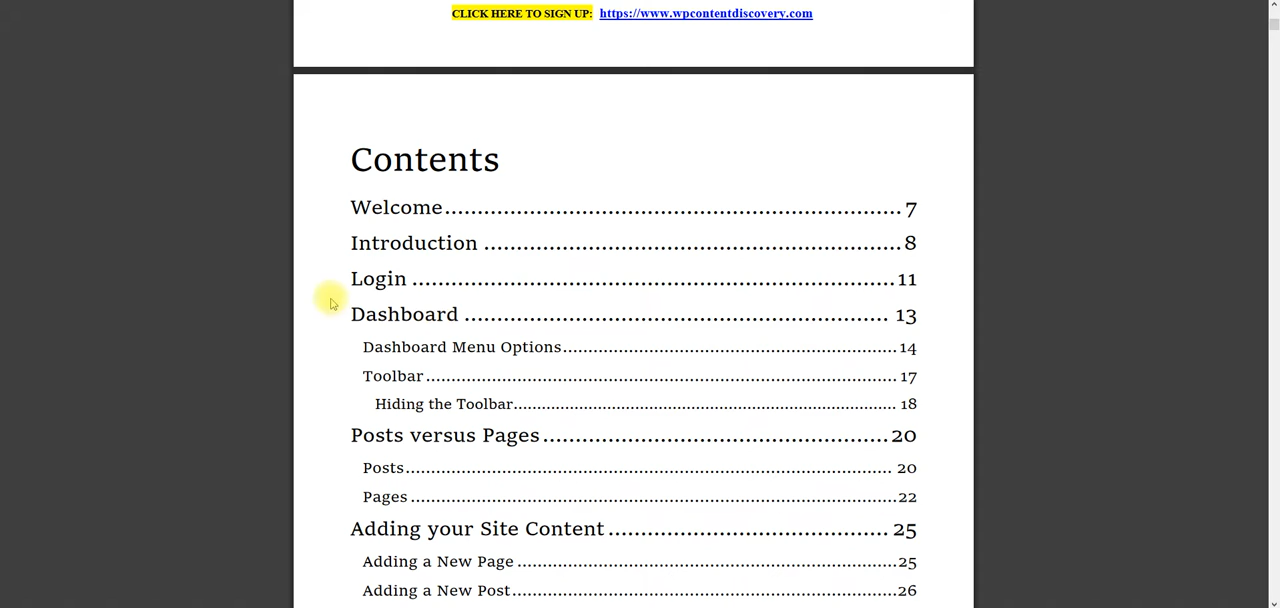 CLICK HERE TO SIGN UP: https://www.wpcontentdiscovery.com
Contents
Welcome........................................................................7
Introduction ................................................................8
Login ..........................................................................11
Dashboard ................................................................. 13
Dashboard Menu Options..............................................................14
Toolbar..........................................................................................17
Hiding the Toolbar........................................................................ 18
Posts versus Pages.....................................................20
Posts............................................................................................ 20
Pages ...........................................................................................22
Adding your Site Content........................................... 25
Adding a New Page .......................................................................25
Adding a New Post........................................................................26